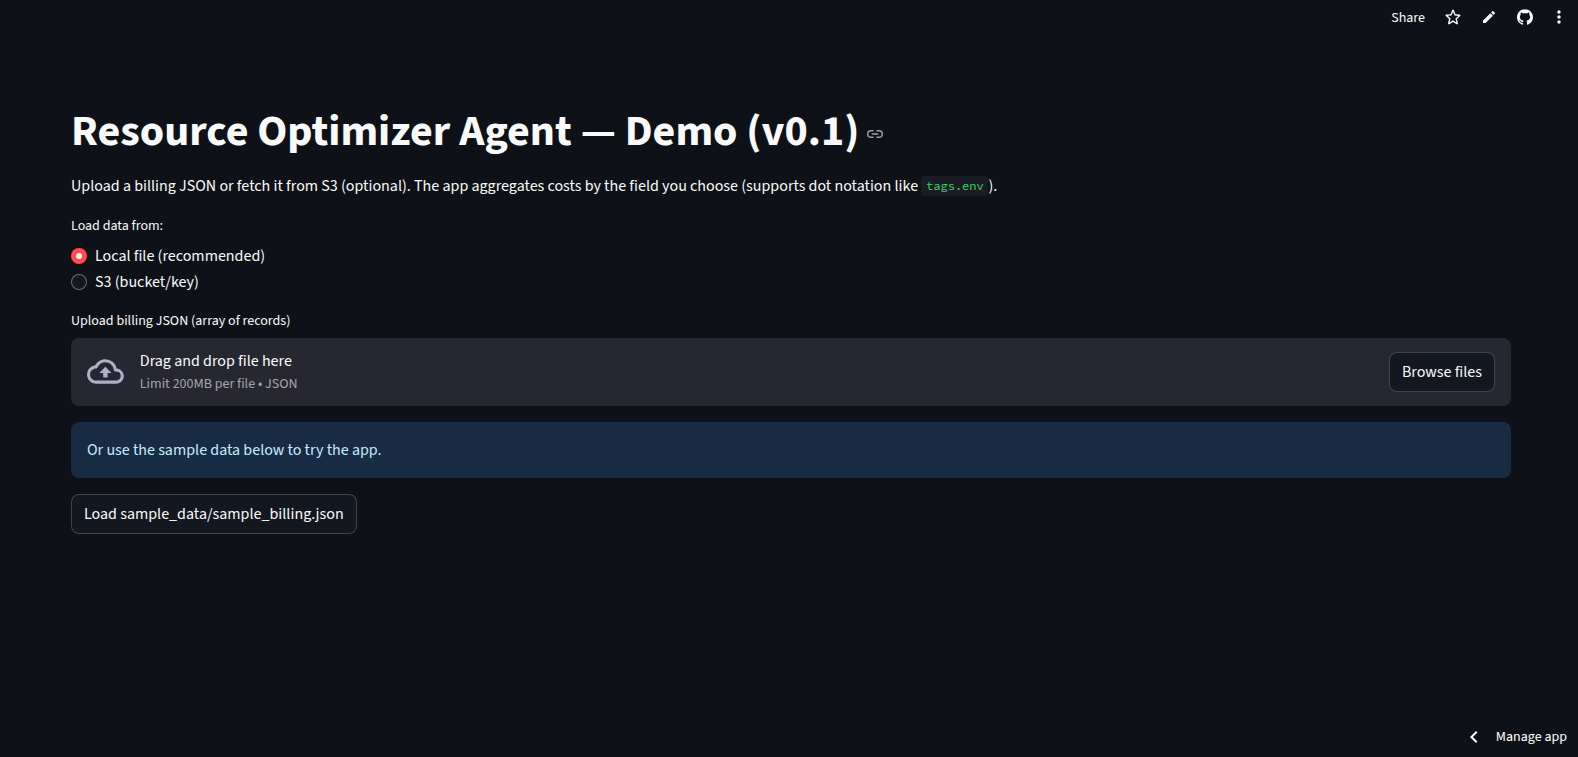 Share
Resource Optimizer Agent — Demo (v0.1)
Upload a billing JSON or fetch it from S3 (optional). The app aggregates costs by the field you choose (supports dot notation like tags.env ).
Load data from:
Local file (recommended)
S3 (bucket/key)
Upload billing JSON (array of records)
Drag and drop file here
Limit 200MB per file • JSON
Browse files
Or use the sample data below to try the app.
Load sample_data/sample_billing.json
Manage app